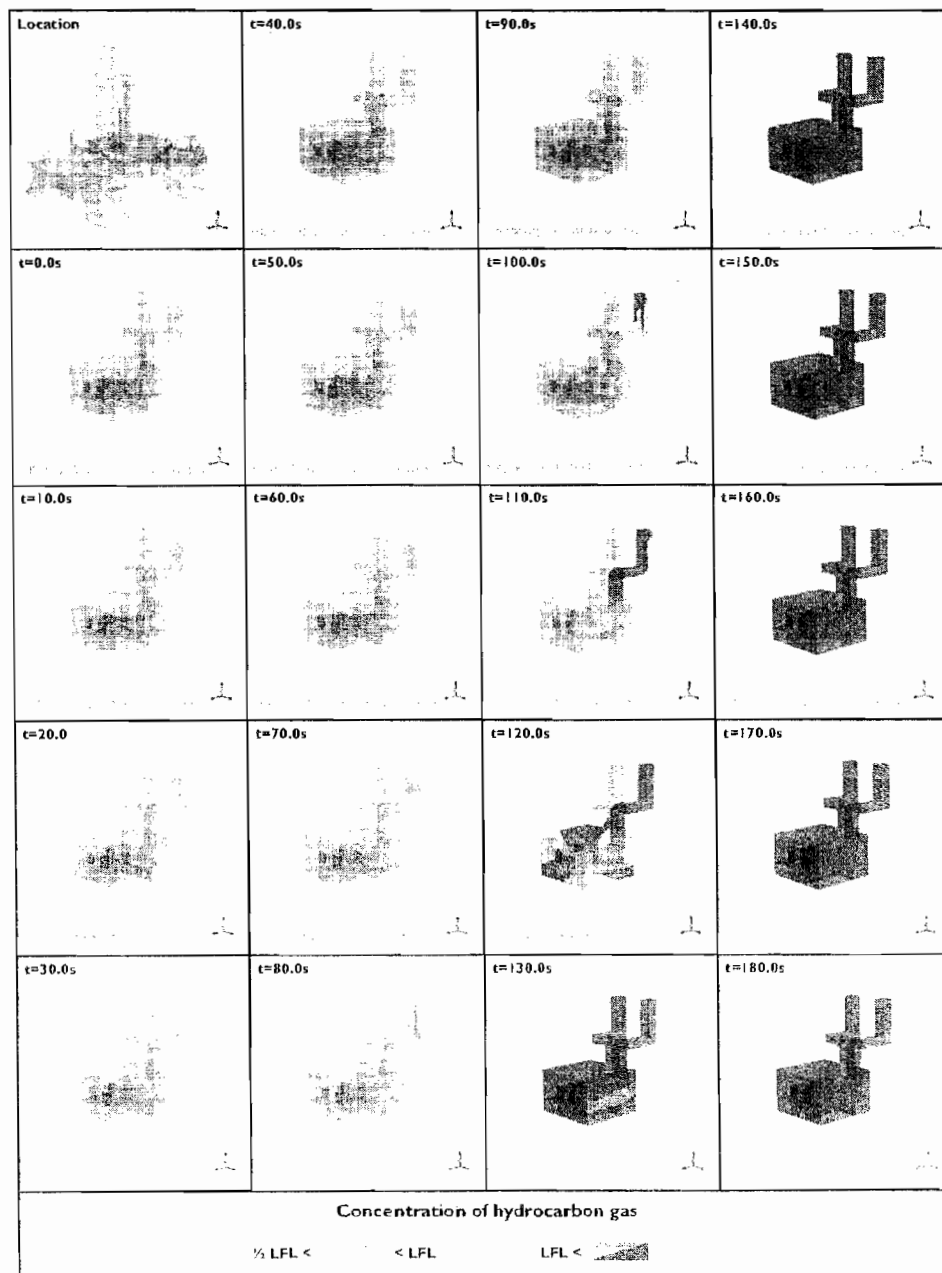 Location
t=40.0s
t=90.0s
t=140.0s
t=0.0s
t=50.0s
t=100.0s
t=150.0s
t=10.0s
t=60.0s
t=110.0s
t=160.0s
t=20.0
t=70.0s
t=120.0s
t=170.0s
t=30.0s
t=80.0s
t=130.0s
t=180.0s
Concentration of hydrocarbon gas
½ LFL < < LFL LFL <